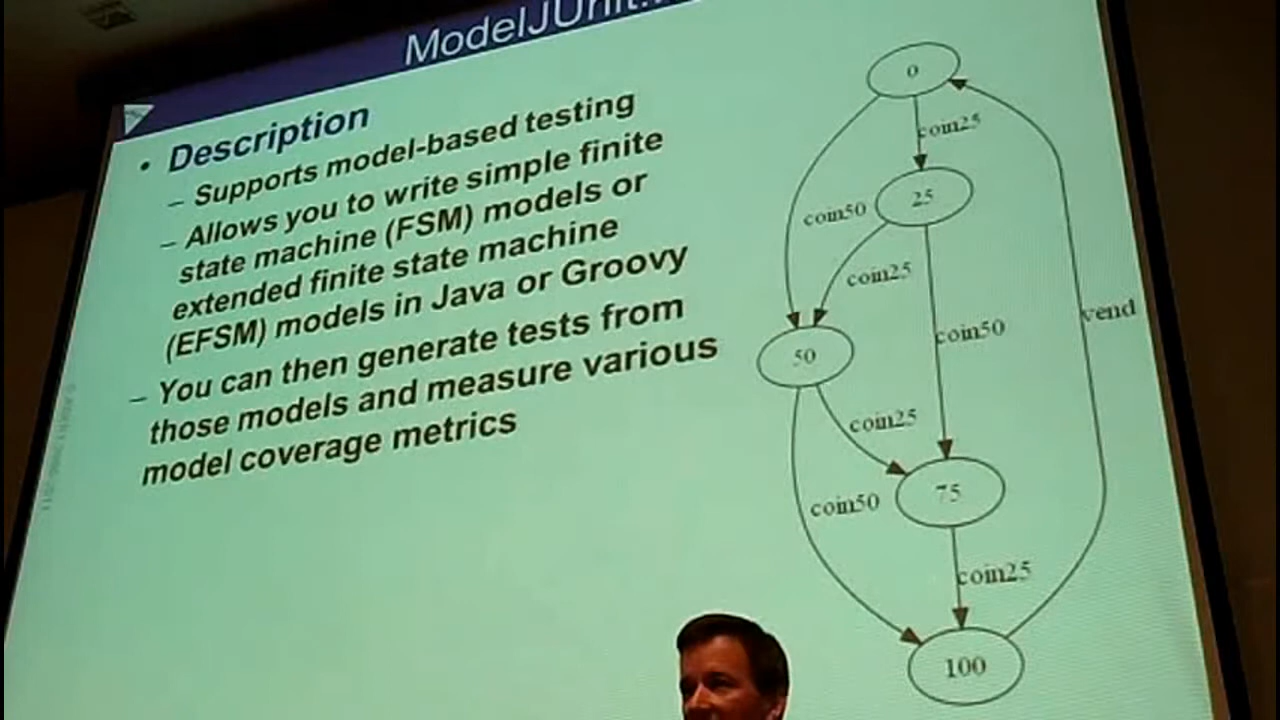 ModelJUnit
• Description
– Supports model-based testing
– Allows you to write simple finite
state machine (FSM) models or
extended finite state machine
(EFSM) models in Java or Groovy
– You can then generate tests from
those models and measure various
model coverage metrics
0
coin25
25
coin50
coin25
coin50
vend
50
coin25
75
coin50
coin25
100